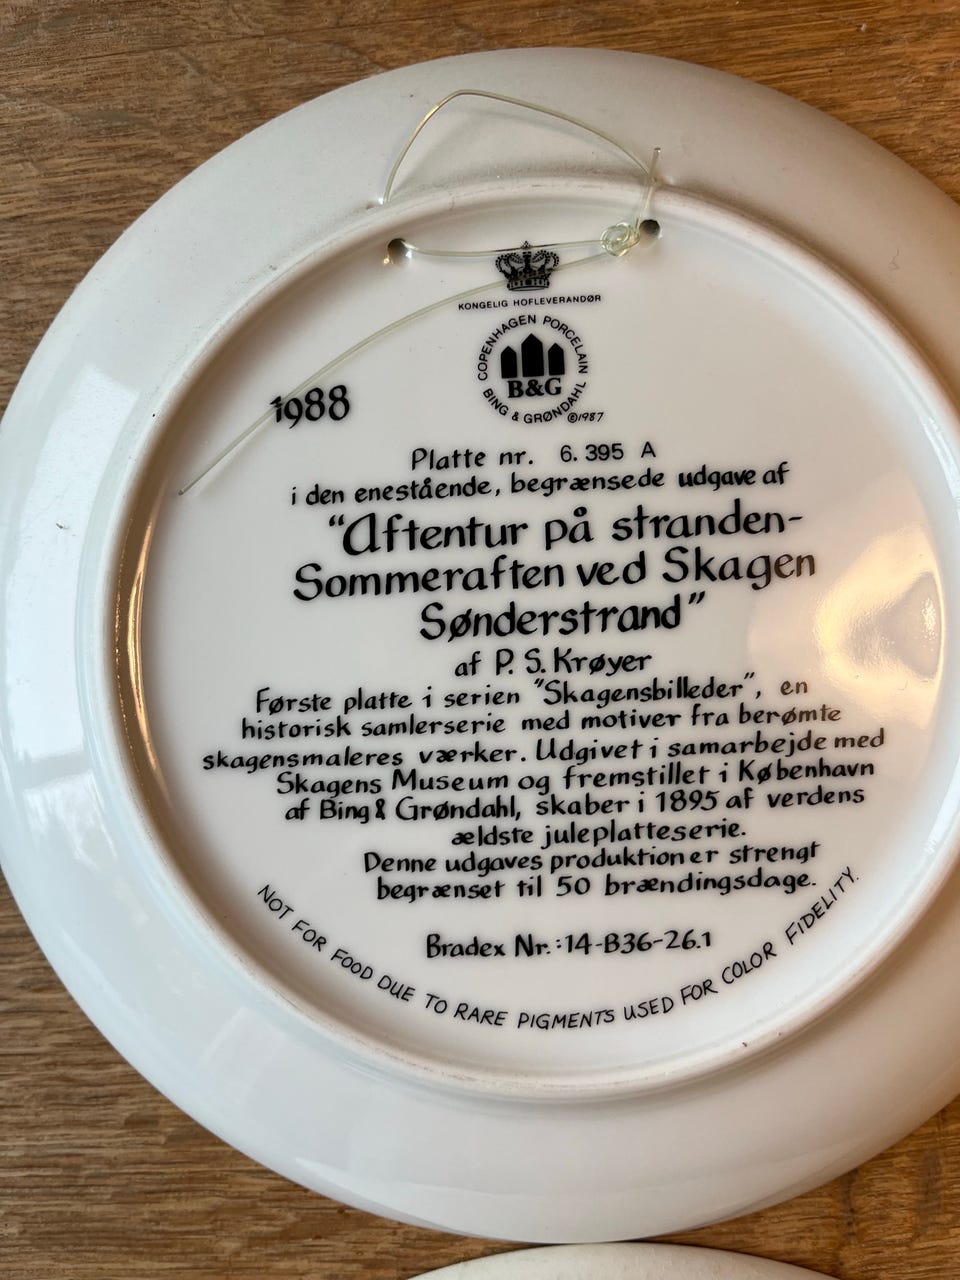 KONGELIG HOFLEVERANDØR
COPENHAGEN PORCELAIN
B&G
BING & GRØNDAHL
©1987
1988
Platte nr. 6.395 A
i den enestående, begrænsede udgave af
"Aftentur på stranden-
Sommeraften ved Skagen
Sønderstrand"
af P. S. Krøyer
Første platte i serien "Skagensbilleder", en
historisk samlerserie med motiver fra berømte
skagensmaleres værker. Udgivet i samarbejde med
Skagens Museum og fremstillet i København
af Bing & Grøndahl, skaber i 1895 af verdens
ældste juleplatteserie.
Denne udgaves produktion er strengt
begrænset til 50 brændingsdage.
Bradex Nr.: 14-B36-26.1
NOT FOR FOOD DUE TO RARE PIGMENTS USED FOR COLOR FIDELITY.